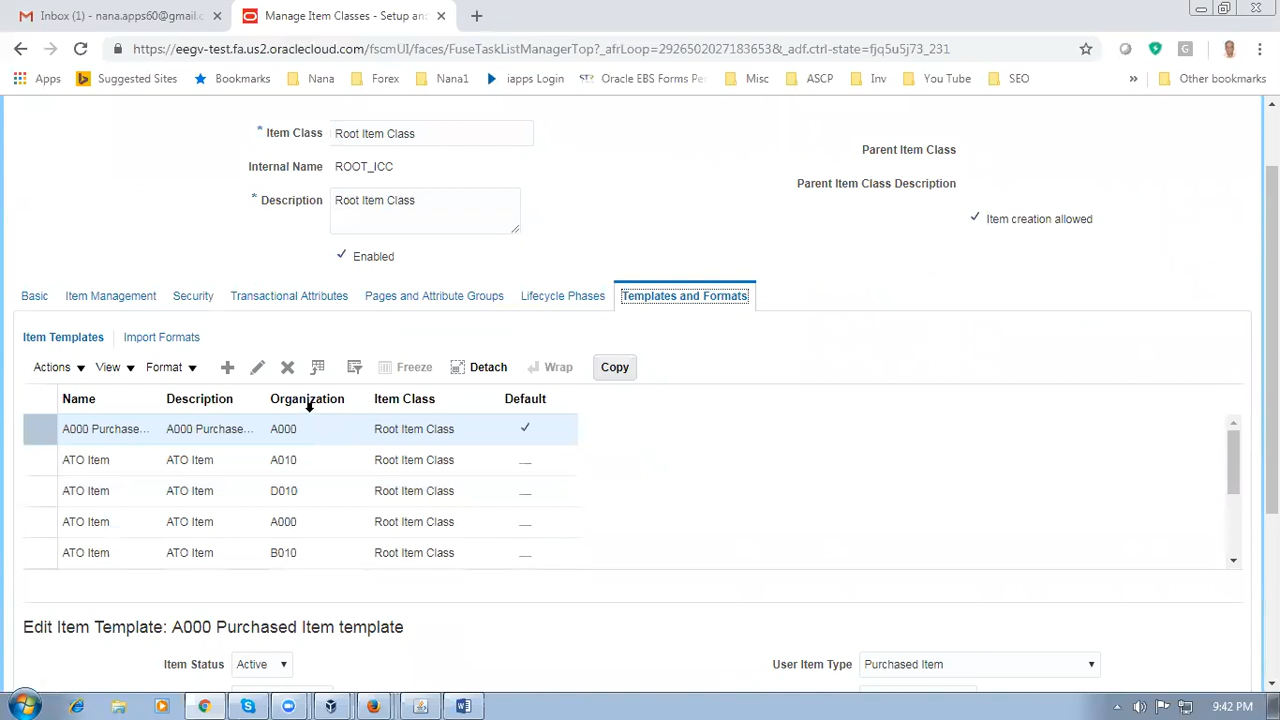 Inbox (1) - nana.apps60@gmail.c
Manage Item Classes - Setup and
https://eegv-test.fa.us2.oraclecloud.com/fscmUI/faces/FuseTaskListManagerTop?_afrLoop=29265020271836​53&_adf.ctrl-state=fjq5u5j73_231
Apps Suggested Sites Bookmarks Nana Forex Nana1 iapps Login Oracle EBS Forms Pe Misc ASCP Inv You Tube SEO » Other bookmarks
* Item Class Root Item Class
Parent Item Class
Internal Name ROOT_ICC
Parent Item Class Description
* Description Root Item Class
Item creation allowed
Enabled
Basic Item Management Security Transactional Attributes Pages and Attribute Groups Lifecycle Phases Templates and Formats
Item Templates Import Formats
Actions View Format Freeze Detach Wrap Copy
Name Description Organization Item Class Default
A000 Purchase... A000 Purchase... A000 Root Item Class
ATO Item ATO Item A010 Root Item Class
ATO Item ATO Item D010 Root Item Class
ATO Item ATO Item A000 Root Item Class
ATO Item ATO Item B010 Root Item Class
Edit Item Template: A000 Purchased Item template
Item Status Active User Item Type Purchased Item
9:42 PM